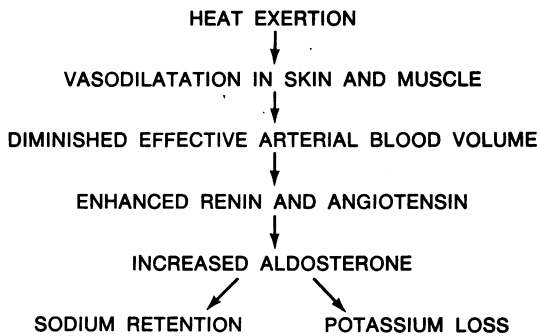 HEAT EXERTION
VASODILATATION IN SKIN AND MUSCLE
DIMINISHED EFFECTIVE ARTERIAL BLOOD VOLUME
ENHANCED RENIN AND ANGIOTENSIN
INCREASED ALDOSTERONE
SODIUM RETENTION POTASSIUM LOSS